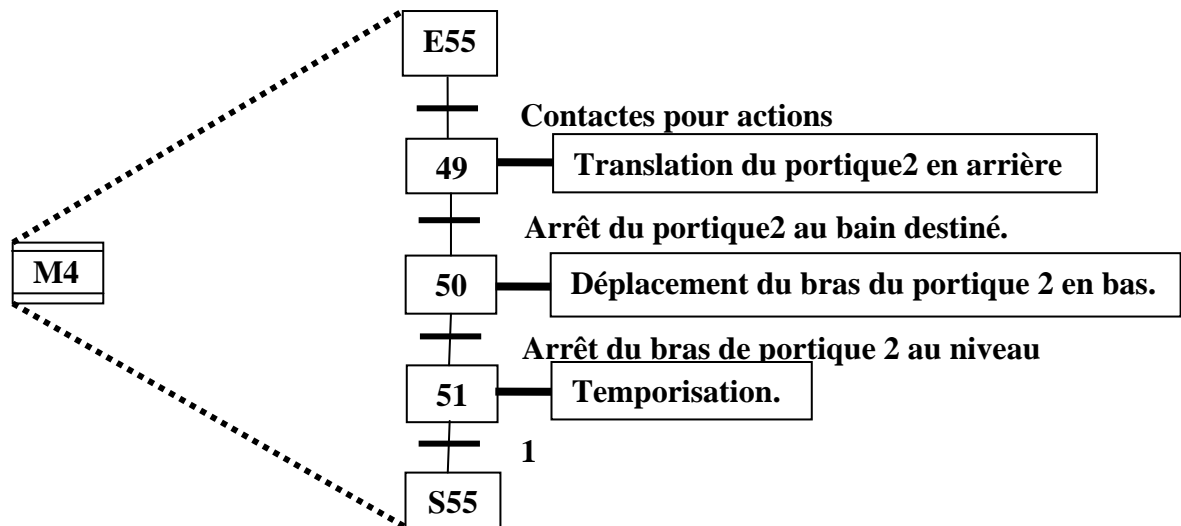 E55
Contactes pour actions
49
Translation du portique2 en arrière
Arrêt du portique2 au bain destiné.
M4
50
Déplacement du bras du portique 2 en bas.
Arrêt du bras de portique 2 au niveau
51
Temporisation.
1
S55